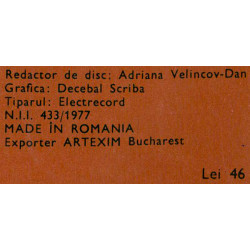 Redactor de disc: Adriana Velincov-Dan
Grafica: Decebal Scriba
Tiparul: Electrecord
N.I.I. 433/1977
MADE ÎN ROMANIA
Exporter ARTEXIM Bucharest
Lei 46